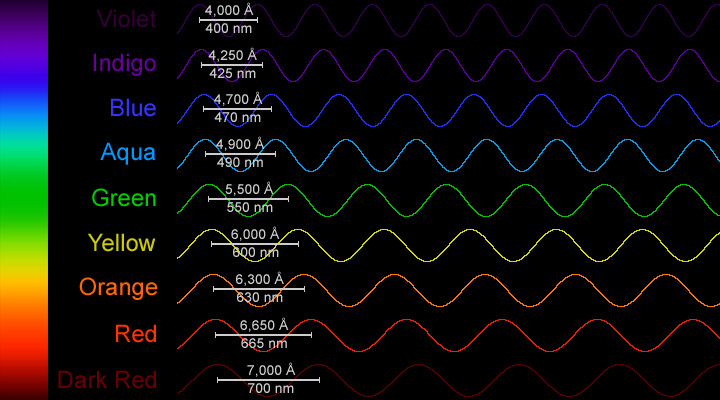 Violet
4,000 Å
400 nm
Indigo
4,250 Å
425 nm
Blue
4,700 Å
470 nm
Aqua
4,900 Å
490 nm
Green
5,500 Å
550 nm
Yellow
6,000 Å
600 nm
Orange
6,300 Å
630 nm
Red
6,650 Å
665 nm
Dark Red
7,000 Å
700 nm